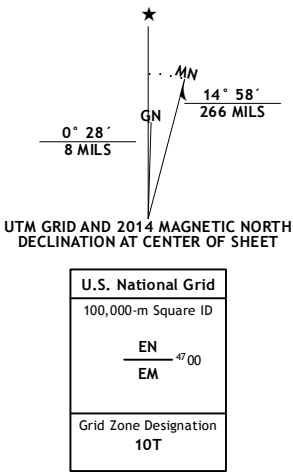 ★
MN
GN
14° 58´
266 MILS
0° 28´
8 MILS
UTM GRID AND 2014 MAGNETIC NORTH
DECLINATION AT CENTER OF SHEET
U.S. National Grid
100,000-m Square ID
EN
4700
EM
Grid Zone Designation
10T